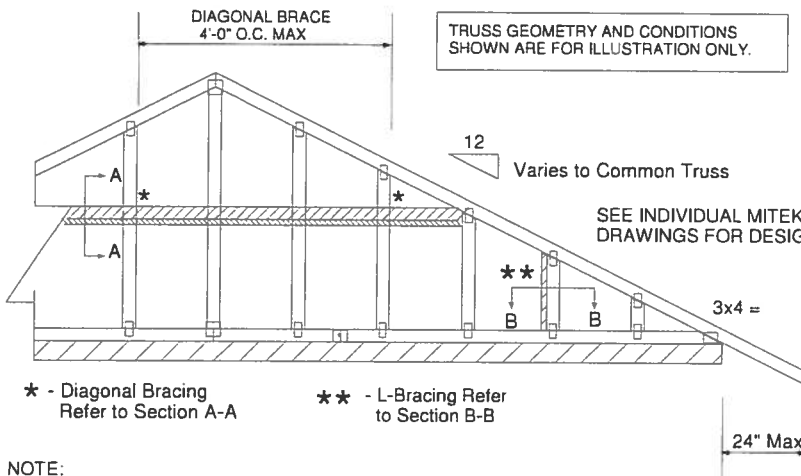 DIAGONAL BRACE
4'-0" O.C. MAX
TRUSS GEOMETRY AND CONDITIONS
SHOWN ARE FOR ILLUSTRATION ONLY.
12
Varies to Common Truss
A
*
*
A
SEE INDIVIDUAL MITEK
DRAWINGS FOR DESIG
**
B
B
3x4 =
* - Diagonal Bracing
Refer to Section A-A
** - L-Bracing Refer
to Section B-B
24" Max
NOTE: